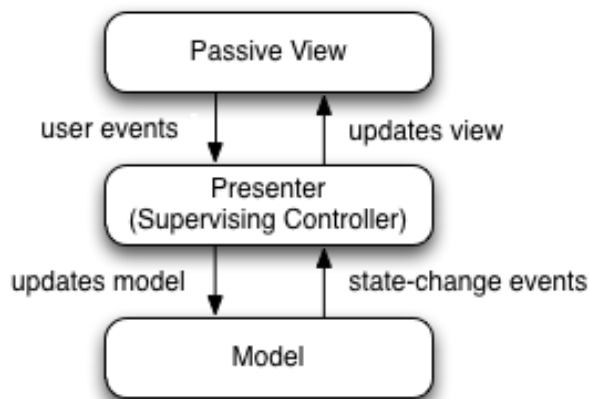 Passive View
user events
updates view
Presenter
(Supervising Controller)
updates model
state-change events
Model